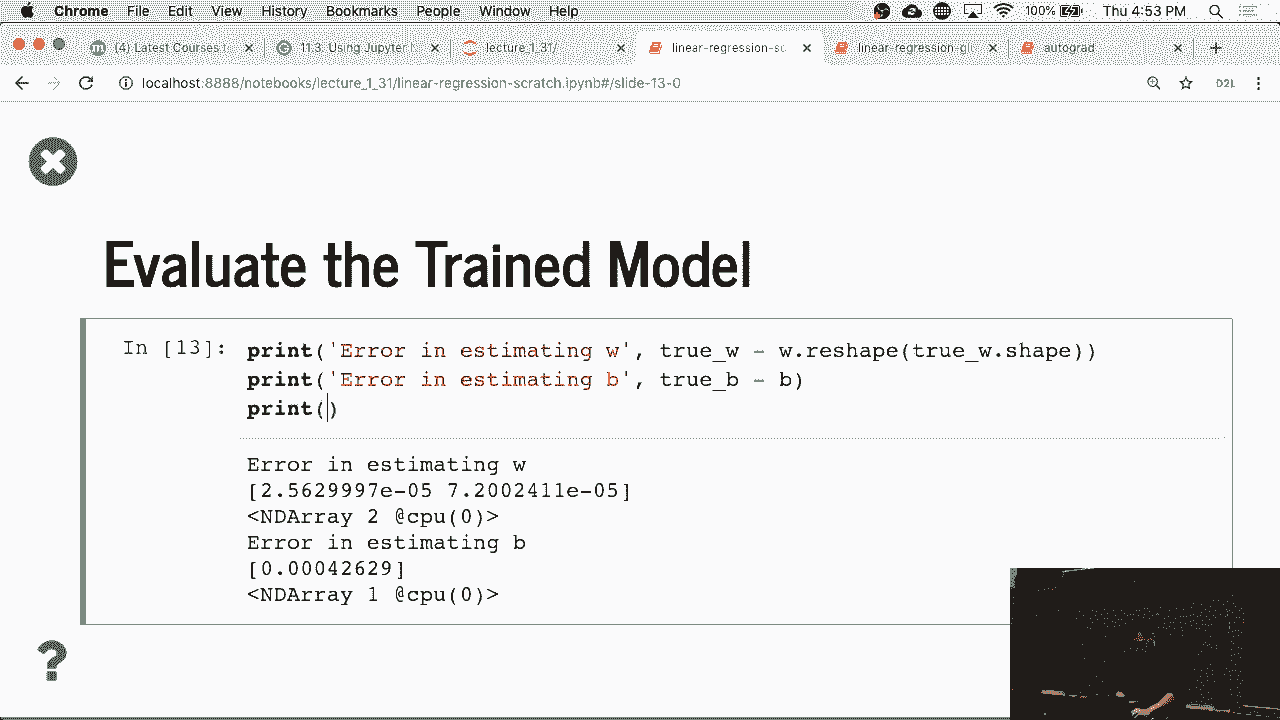 Chrome File Edit View History Bookmarks People Window Help 100% Thu 4:53 PM
(4) Latest Courses 11.3. Using Jupyter lecture_1_31/ linear-regression-sc linear-regression-gl autograd
localhost:8888/notebooks/lecture_1_31/linear-regression-scratch.ipynb#/slide-13-0 D2L
Evaluate the Trained Model
In [13]: print('Error in estimating w', true_w - w.reshape(true_w.shape))
print('Error in estimating b', true_b - b)
print()
Error in estimating w
[2.5629997e-05 7.2002411e-05]
<NDArray 2 @cpu(0)>
Error in estimating b
[0.00042629]
<NDArray 1 @cpu(0)>
?